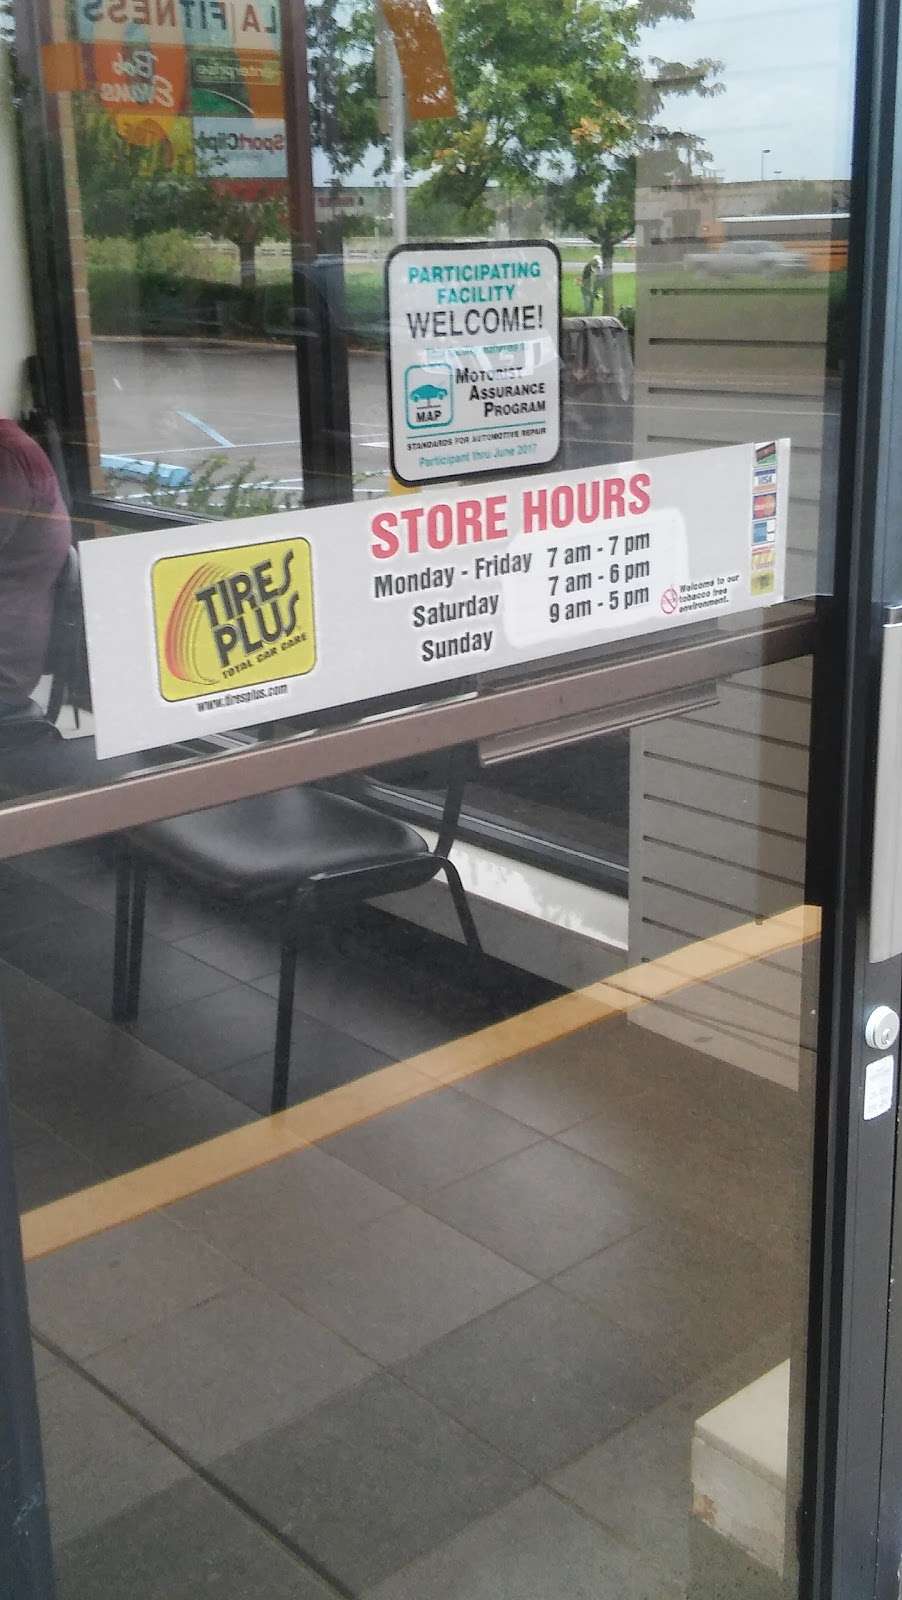 LA|FITNESS
Bob
Evans
SportClips
PARTICIPATING
FACILITY
WELCOME!
MOTORIST
ASSURANCE
PROGRAM
MAP
STANDARDS FOR AUTOMOTIVE REPAIR
Participant thru June 2017
STORE HOURS
Monday - Friday 7 am - 7 pm
Saturday 7 am - 6 pm
Sunday 9 am - 5 pm
TIRES
PLUS
TOTAL CAR CARE
www.tiresplus.com
Welcome to our
tobacco free
environment.
VISA